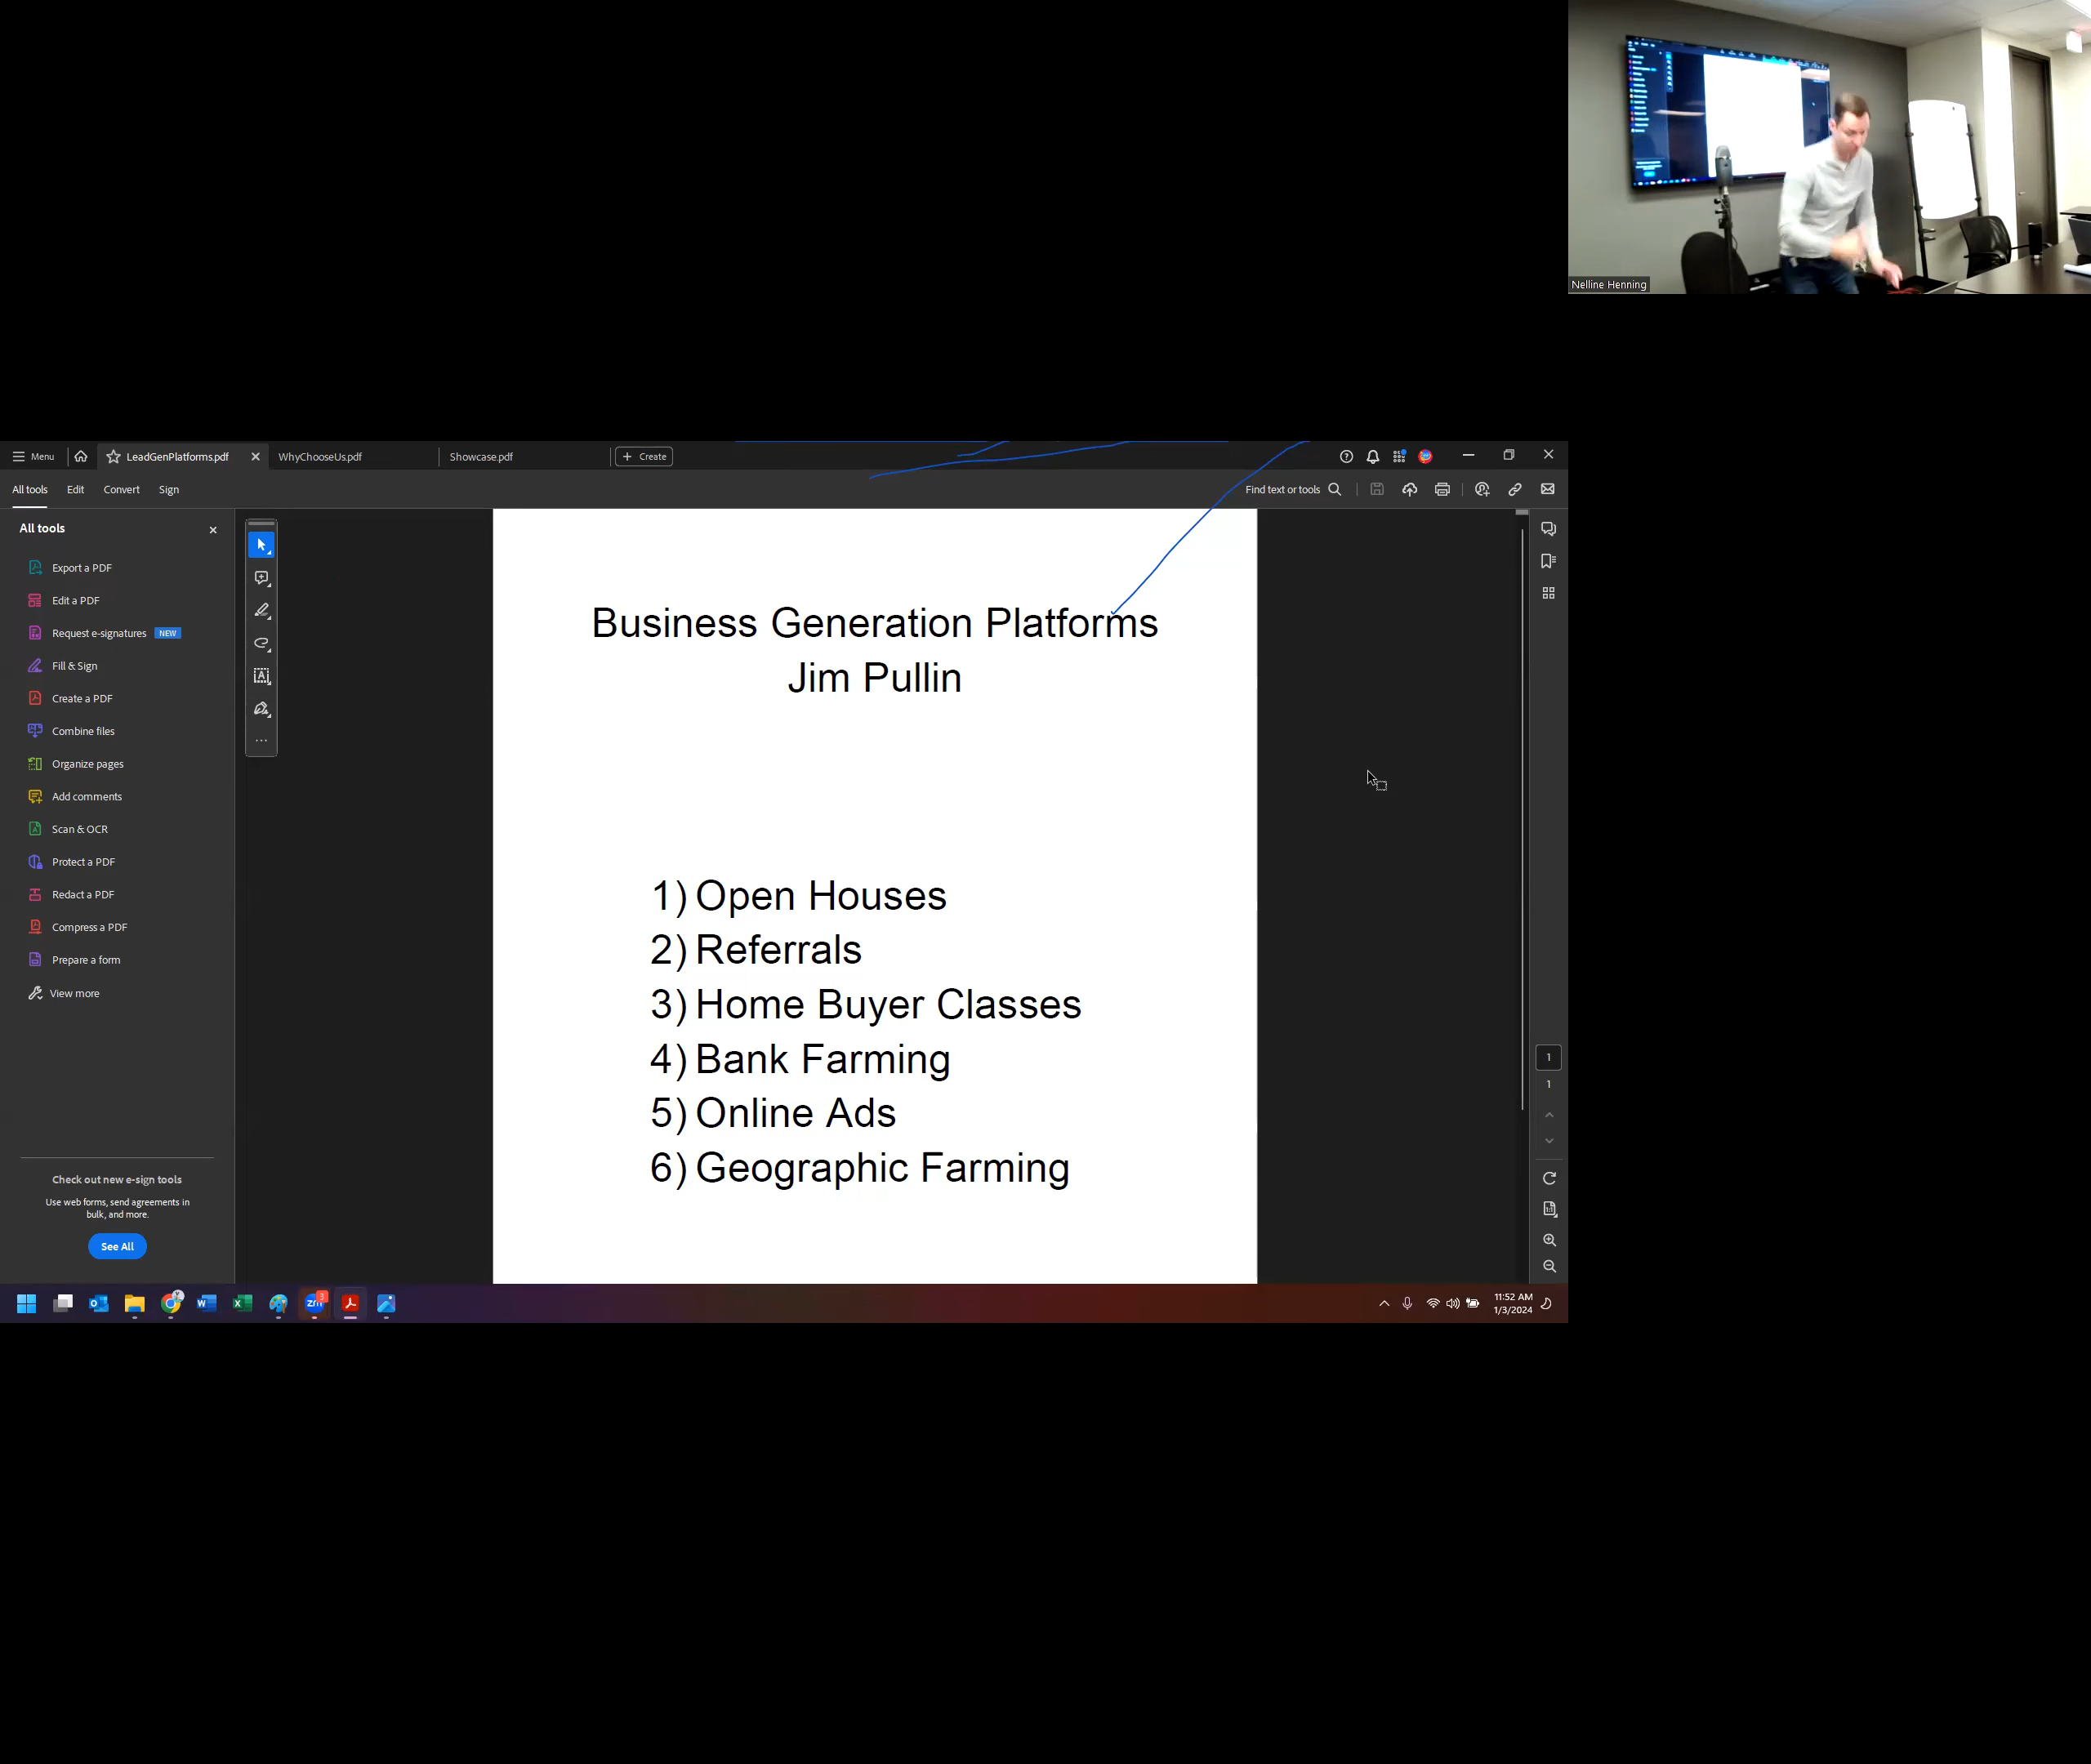 Nelline Henning
Menu
LeadGenPlatforms.pdf
WhyChooseUs.pdf
Showcase.pdf
Create
All tools
Edit
Convert
Sign
Find text or tools
All tools
Export a PDF
Edit a PDF
Request e-signatures NEW
Fill & Sign
Create a PDF
Combine files
Organize pages
Add comments
Scan & OCR
Protect a PDF
Redact a PDF
Compress a PDF
Prepare a form
View more
Check out new e-sign tools
Use web forms, send agreements in
bulk, and more.
See All
Business Generation Platforms
Jim Pullin
1) Open Houses
2) Referrals
3) Home Buyer Classes
4) Bank Farming
5) Online Ads
6) Geographic Farming
1
1
zm 3
11:52 AM
1/3/2024